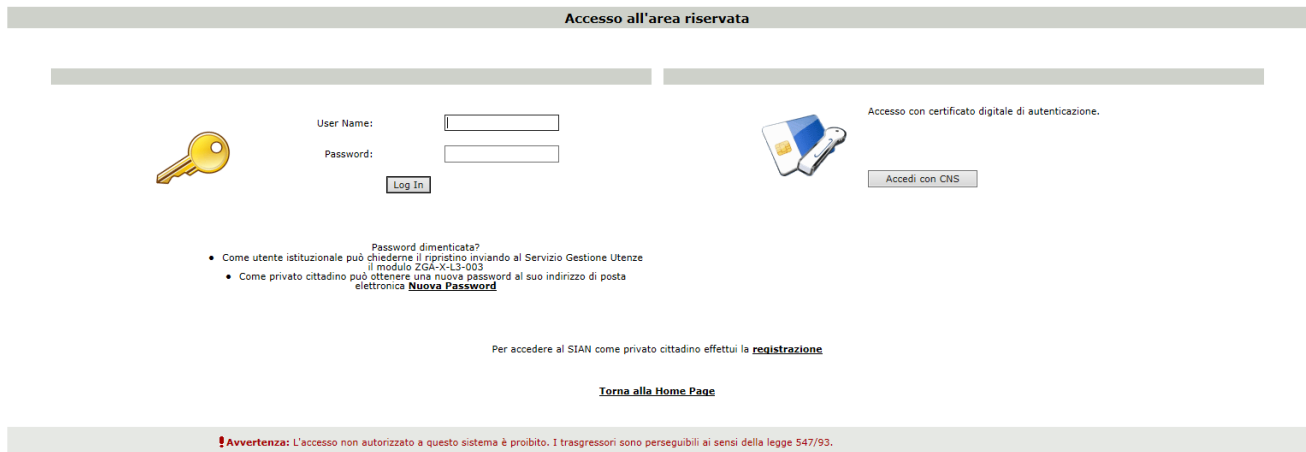 Accesso all'area riservata
User Name:
Password:
Log In
Accesso con certificato digitale di autenticazione.
Accedi con CNS
Password dimenticata?
● Come utente istituzionale può chiederne il ripristino inviando al Servizio Gestione Utenze
il modulo ZGA-X-L3-003
● Come privato cittadino può ottenere una nuova password al suo indirizzo di posta
elettronica Nuova Password
Per accedere al SIAN come privato cittadino effettui la registrazione
Torna alla Home Page
! Avvertenza: L'accesso non autorizzato a questo sistema è proibito. I trasgressori sono perseguibili ai sensi della legge 547/93.